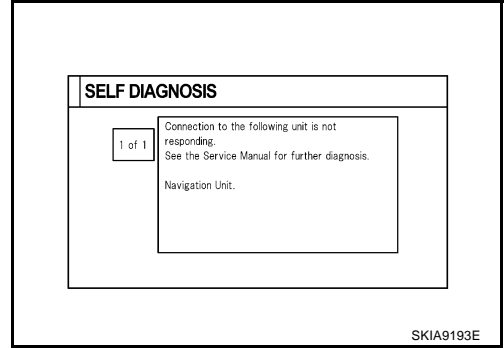 SELF DIAGNOSIS
1 of 1
Connection to the following unit is not
responding.
See the Service Manual for further diagnosis.
Navigation Unit.
SKIA9193E